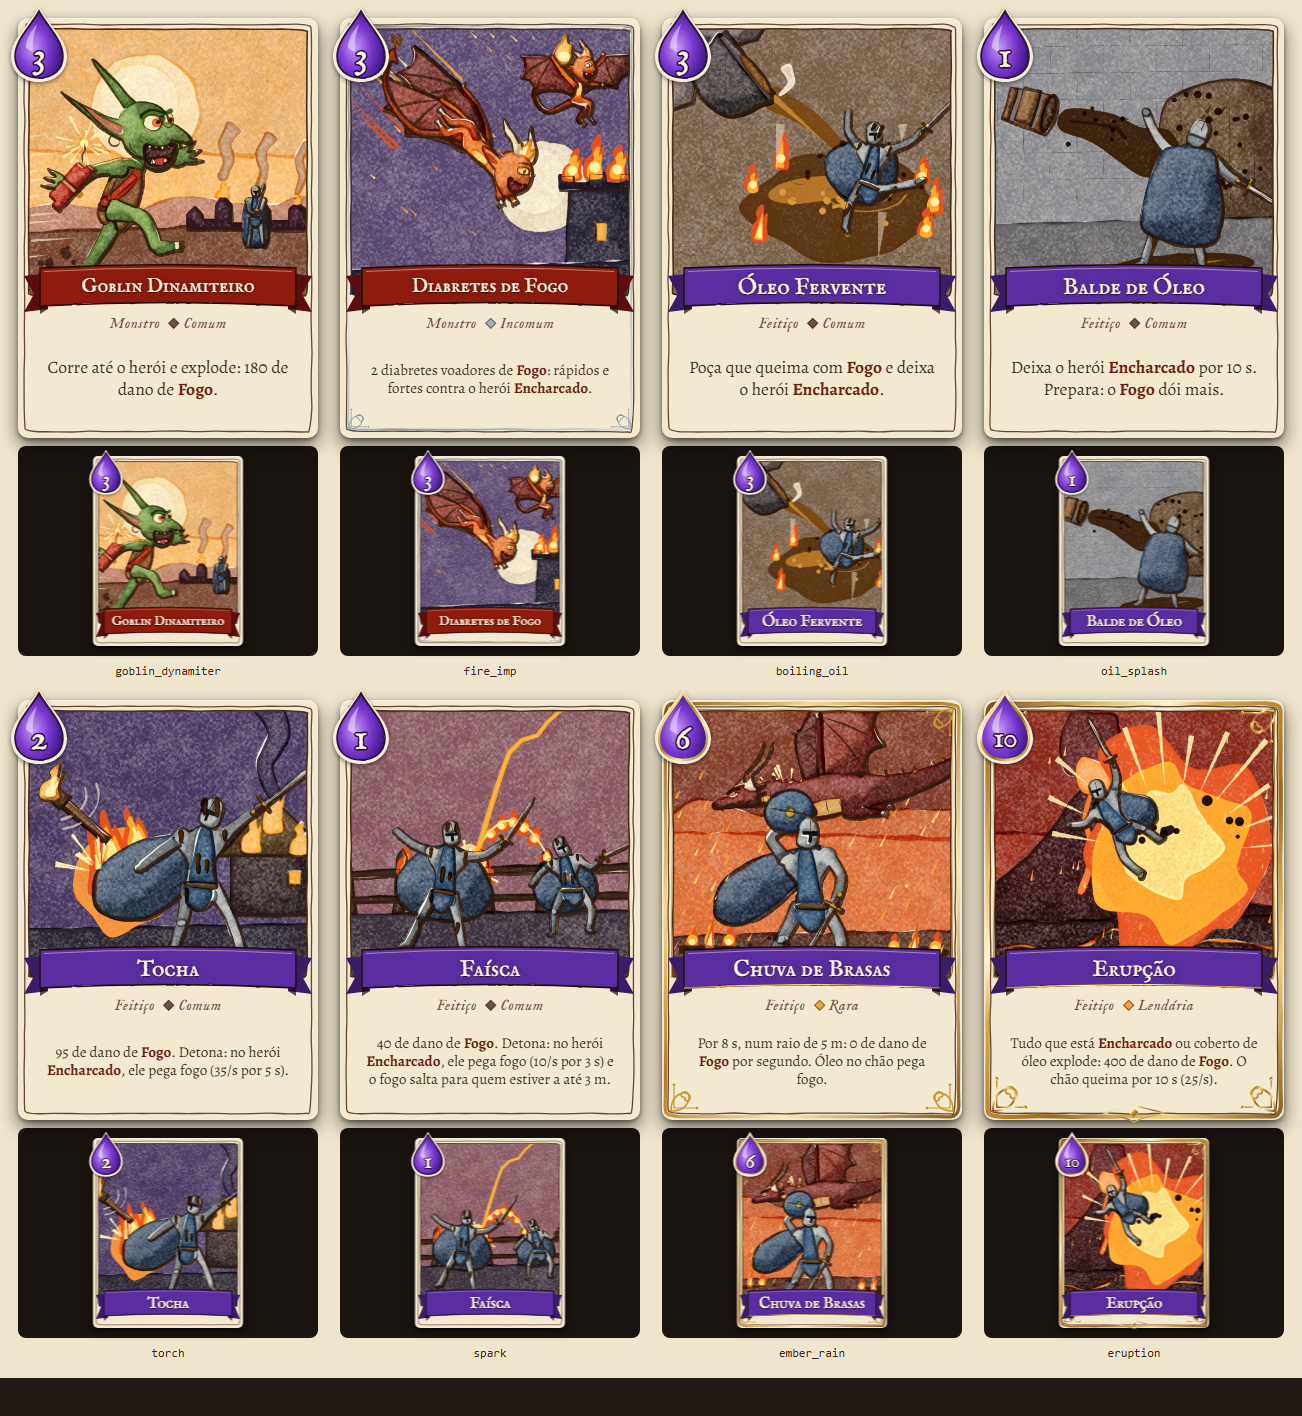 3
Goblin Dinamiteiro
Monstro ◆ Comum
Corre até o herói e explode: 180 de
dano de Fogo.
3
Diabretes de Fogo
Monstro ◆ Incomum
2 diabretes voadores de Fogo: rápidos e
fortes contra o herói Encharcado.
3
Óleo Fervente
Feitiço ◆ Comum
Poça que queima com Fogo e deixa
o herói Encharcado.
1
Balde de Óleo
Feitiço ◆ Comum
Deixa o herói Encharcado por 10 s.
Prepara: o Fogo dói mais.
3
Goblin Dinamiteiro
goblin_dynamiter
3
Diabretes de Fogo
fire_imp
3
Óleo Fervente
boiling_oil
1
Balde de Óleo
oil_splash
2
Tocha
Feitiço ◆ Comum
95 de dano de Fogo. Detona: no herói
Encharcado, ele pega fogo (35/s por 5 s).
1
Faísca
Feitiço ◆ Comum
40 de dano de Fogo. Detona: no herói
Encharcado, ele pega fogo (10/s por 3 s) e
o fogo salta para quem estiver a até 3 m.
6
Chuva de Brasas
Feitiço ◆ Rara
Por 8 s, num raio de 5 m: 0 de dano de
Fogo por segundo. Óleo no chão pega
fogo.
10
Erupção
Feitiço ◆ Lendária
Tudo que está Encharcado ou coberto de
óleo explode: 400 de dano de Fogo. O
chão queima por 10 s (25/s).
2
Tocha
torch
1
Faísca
spark
6
Chuva de Brasas
ember_rain
10
Erupção
eruption